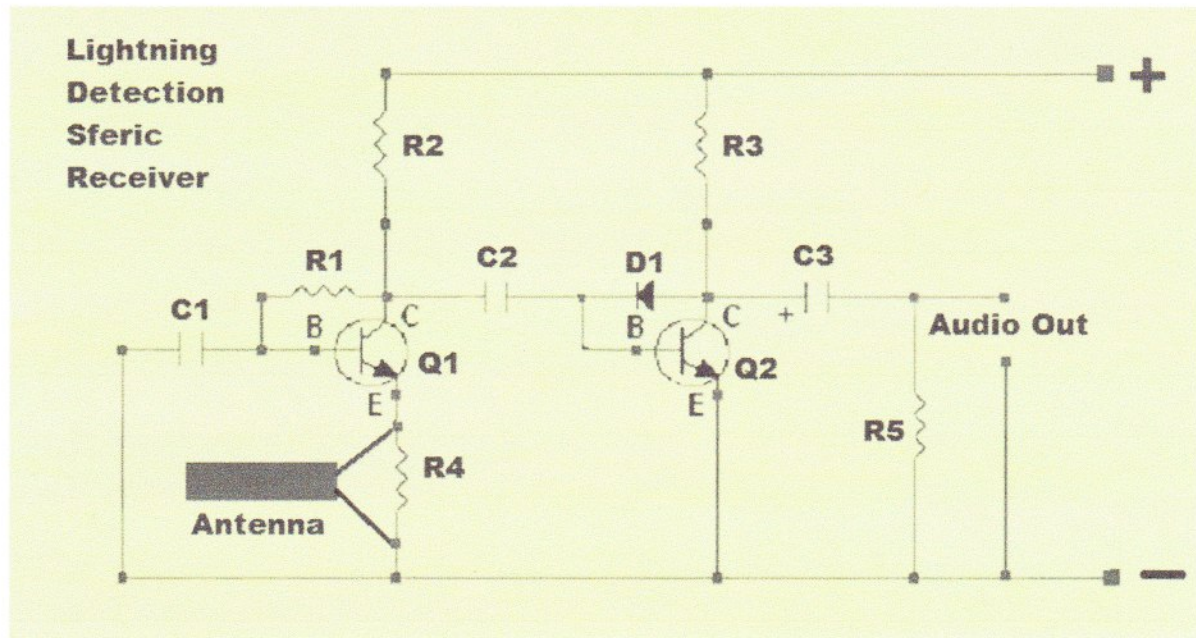 Lightning
Detection
Sferic
Receiver
+
R2
R3
R1
C2
D1
C3
C1
B
C
B
C
+
Audio Out
Q1
Q2
E
E
R5
R4
Antenna
−